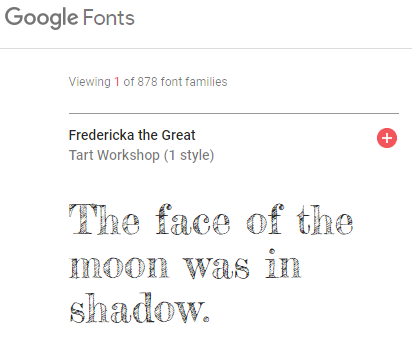 Google Fonts
Viewing 1 of 878 font families
Fredericka the Great
Tart Workshop (1 style)
The face of the
moon was in
shadow.